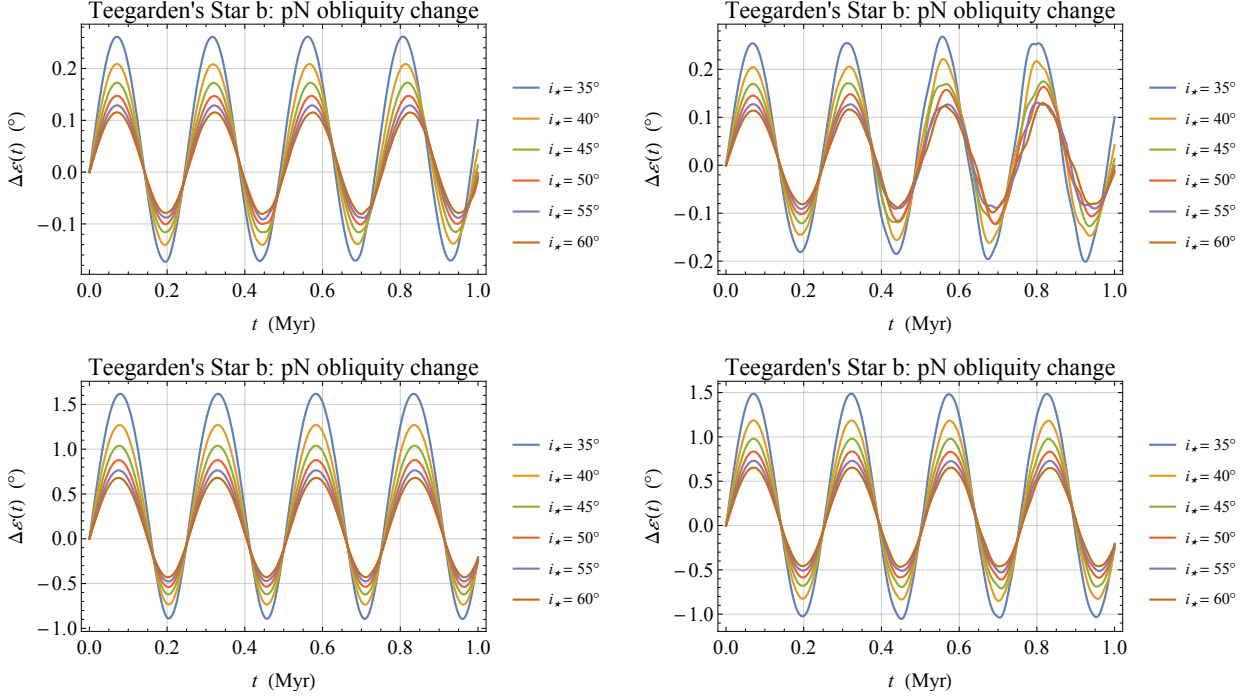 Teegarden's Star b: pN obliquity change
Δε(t) (°)
0.2
0.1
0.0
−0.1
0.0 0.2 0.4 0.6 0.8 1.0
t (Myr)
i⋆= 35°
i⋆= 40°
i⋆= 45°
i⋆= 50°
i⋆= 55°
i⋆= 60°
Teegarden's Star b: pN obliquity change
Δε(t) (°)
0.2
0.1
0.0
−0.1
−0.2
0.0 0.2 0.4 0.6 0.8 1.0
t (Myr)
i⋆= 35°
i⋆= 40°
i⋆= 45°
i⋆= 50°
i⋆= 55°
i⋆= 60°
Teegarden's Star b: pN obliquity change
Δε(t) (°)
1.5
1.0
0.5
0.0
−0.5
−1.0
0.0 0.2 0.4 0.6 0.8 1.0
t (Myr)
i⋆= 35°
i⋆= 40°
i⋆= 45°
i⋆= 50°
i⋆= 55°
i⋆= 60°
Teegarden's Star b: pN obliquity change
Δε(t) (°)
1.5
1.0
0.5
0.0
−0.5
−1.0
0.0 0.2 0.4 0.6 0.8 1.0
t (Myr)
i⋆= 35°
i⋆= 40°
i⋆= 45°
i⋆= 50°
i⋆= 55°
i⋆= 60°